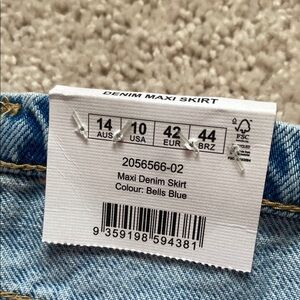 DENIM MAXI SKIRT
14 10 42 44
AUS USA EUR BRZ
FSC
2056566-02
Maxi Denim Skirt
Colour: Bells Blue
9 359198 594381